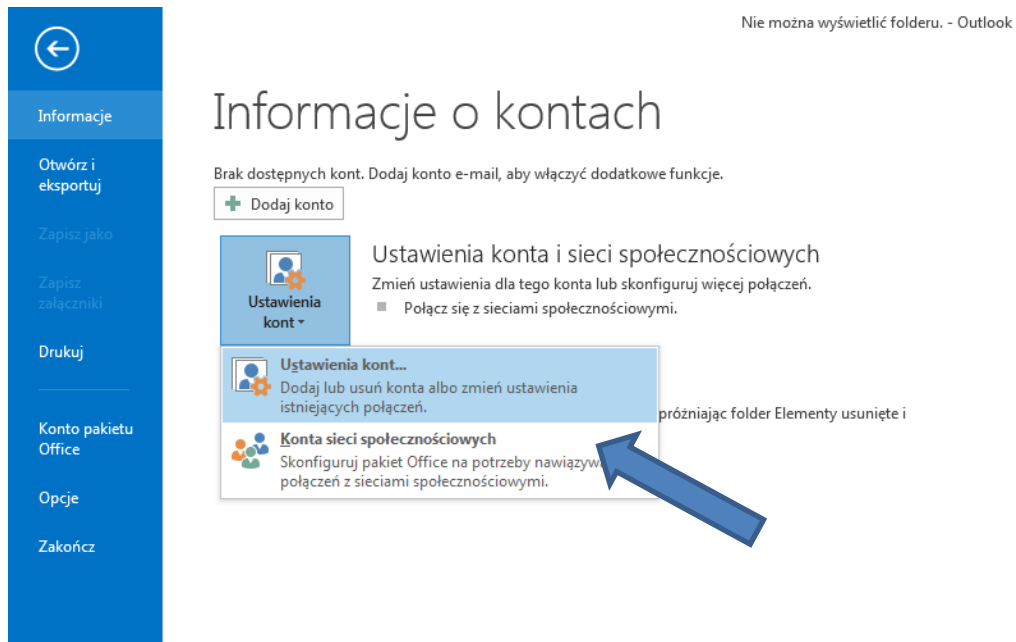 Nie można wyświetlić folderu. - Outlook
Informacje
Otwórz i
eksportuj
Zapisz jako
Zapisz
załączniki
Drukuj
Konto pakietu
Office
Opcje
Zakończ
Informacje o kontach
Brak dostępnych kont. Dodaj konto e-mail, aby włączyć dodatkowe funkcje.
Dodaj konto
Ustawienia
kont
Ustawienia konta i sieci społecznościowych
Zmień ustawienia dla tego konta lub skonfiguruj więcej połączeń.
Połącz się z sieciami społecznościowymi.
Ustawienia kont...
Dodaj lub usuń konta albo zmień ustawienia
istniejących połączeń.
próżniając folder Elementy usunięte i
Konta sieci społecznościowych
Skonfiguruj pakiet Office na potrzeby nawiązyw
połączeń z sieciami społecznościowymi.